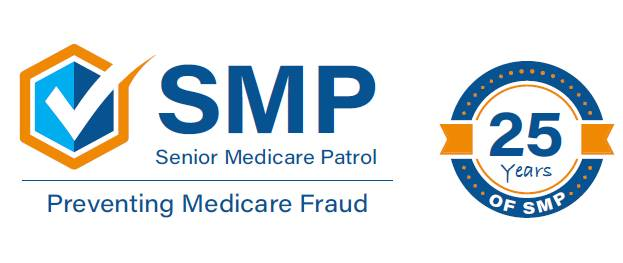 SMP
Senior Medicare Patrol
Preventing Medicare Fraud
25
Years
OF SMP